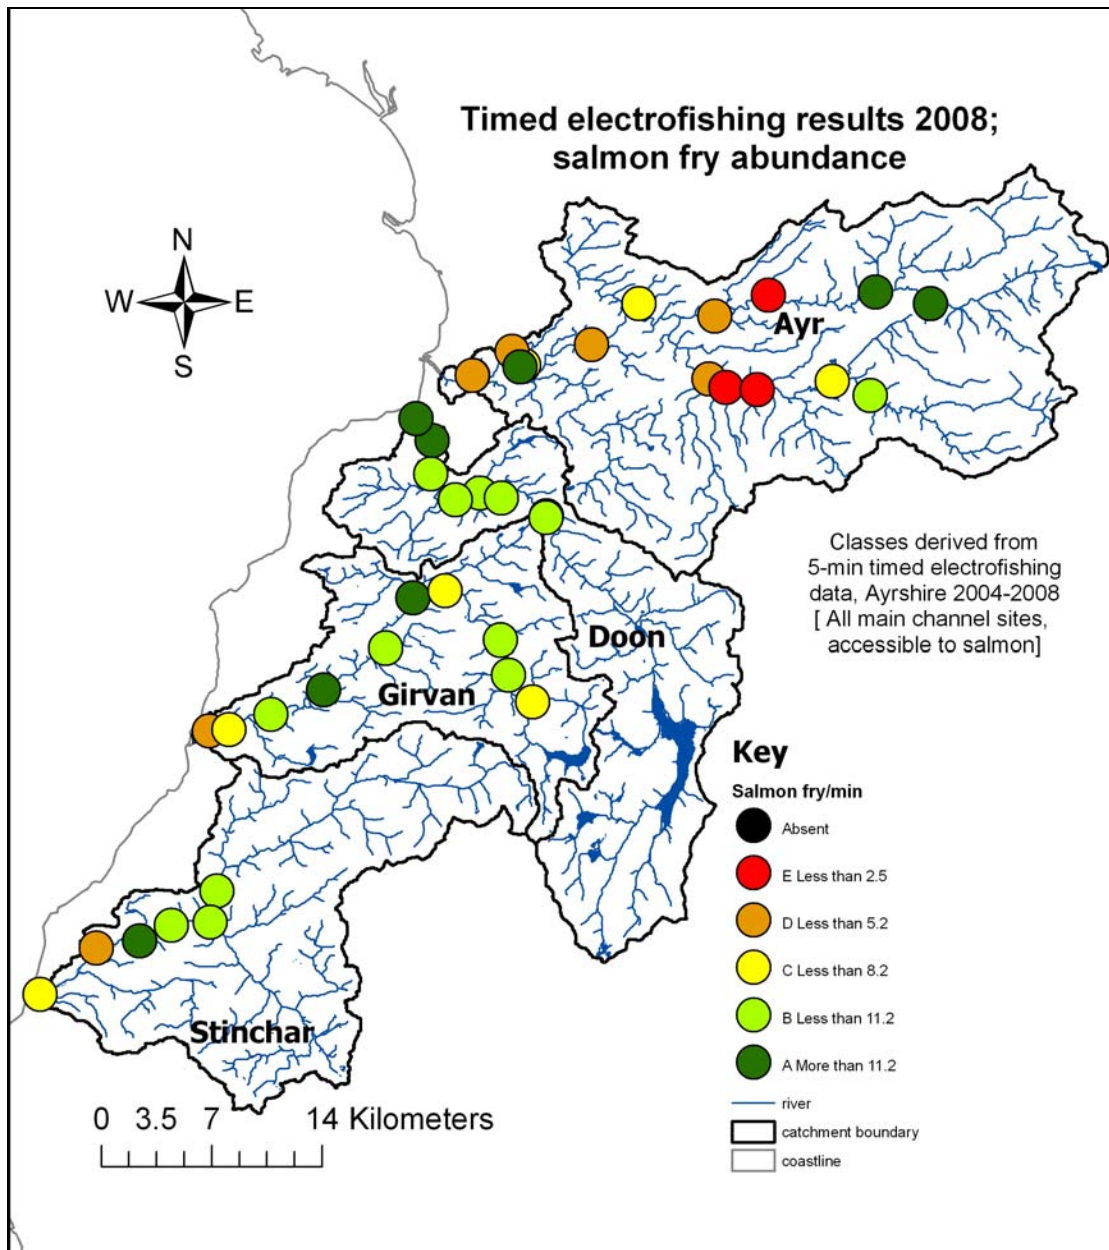 Timed electrofishing results 2008;
salmon fry abundance
N
W E
S
Ayr
Classes derived from
5-min timed electrofishing
data, Ayrshire 2004-2008
[ All main channel sites,
accessible to salmon]
Doon
Girvan
Stinchar
Key
Salmon fry/min
Absent
E Less than 2.5
D Less than 5.2
C Less than 8.2
B Less than 11.2
A More than 11.2
river
catchment boundary
coastline
0 3.5 7 14 Kilometers